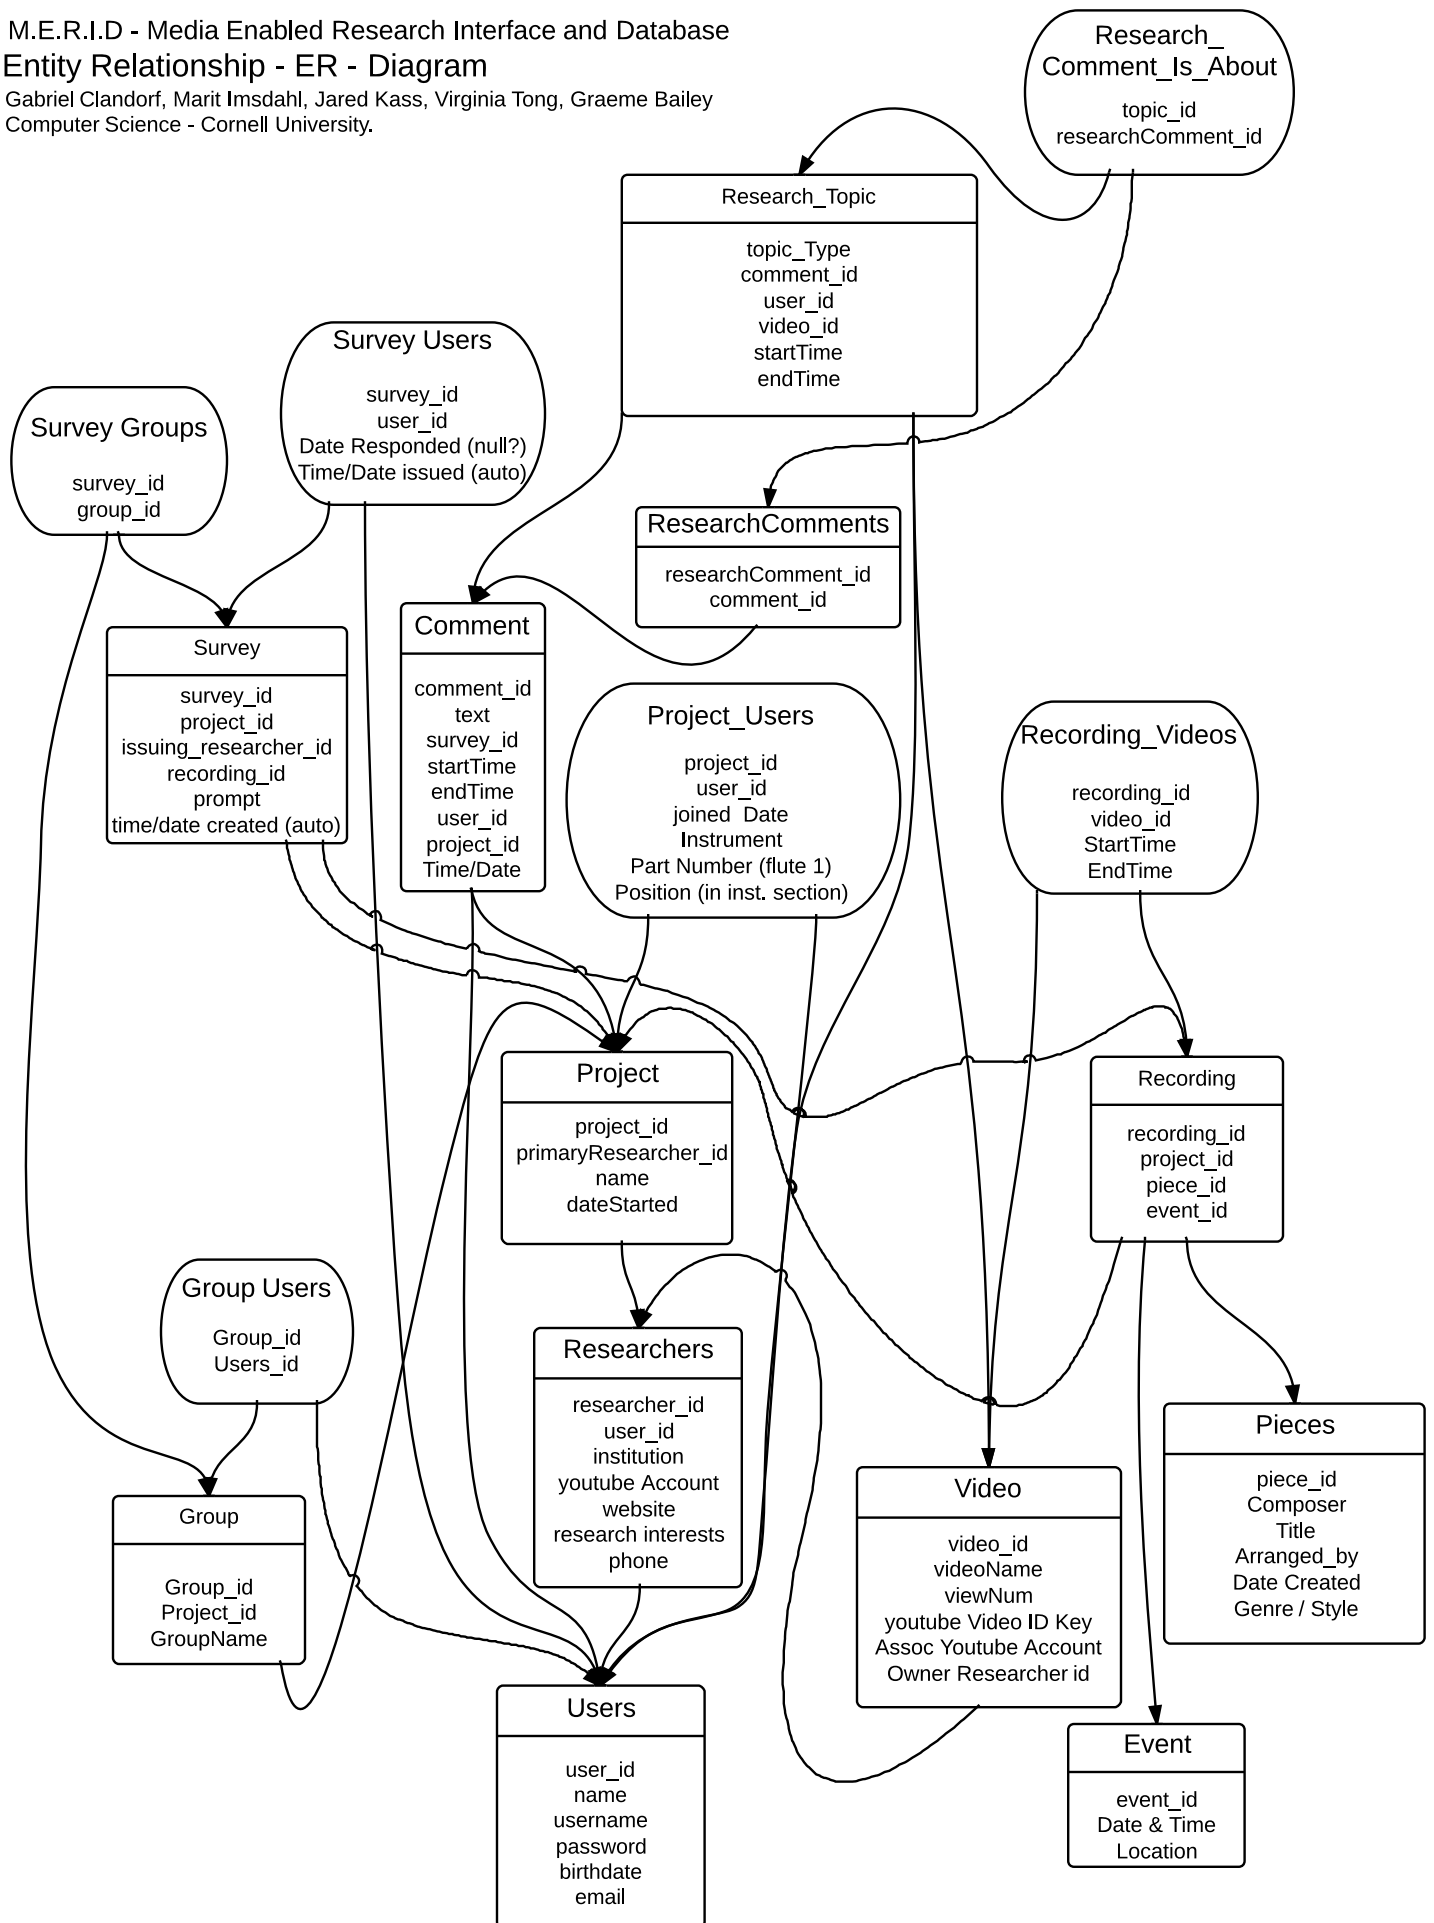 M.E.R.I.D - Media Enabled Research Interface and Database
Entity Relationship - ER - Diagram
Gabriel Clandorf, Marit Imsdahl, Jared Kass, Virginia Tong, Graeme Bailey
Computer Science - Cornell University.
Research_
Comment_Is_About
topic_id
researchComment_id
Research_Topic
topic_Type
comment_id
user_id
video_id
startTime
endTime
Survey Users
survey_id
user_id
Date Responded (null?)
Time/Date issued (auto)
Survey Groups
survey_id
group_id
ResearchComments
researchComment_id
comment_id
Survey
survey_id
project_id
issuing_researcher_id
recording_id
prompt
time/date created (auto)
Comment
comment_id
text
survey_id
startTime
endTime
user_id
project_id
Time/Date
Project_Users
project_id
user_id
joined_Date
Instrument
Part Number (flute 1)
Position (in inst. section)
Recording_Videos
recording_id
video_id
StartTime
EndTime
Project
project_id
primaryResearcher_id
name
dateStarted
Recording
recording_id
project_id
piece_id
event_id
Group Users
Group_id
Users_id
Researchers
researcher_id
user_id
institution
youtube Account
website
research interests
phone
Pieces
piece_id
Composer
Title
Arranged_by
Date Created
Genre / Style
Group
Group_id
Project_id
GroupName
Video
video_id
videoName
viewNum
youtube Video ID Key
Assoc Youtube Account
Owner Researcher id
Users
user_id
name
username
password
birthdate
email
Event
event_id
Date & Time
Location